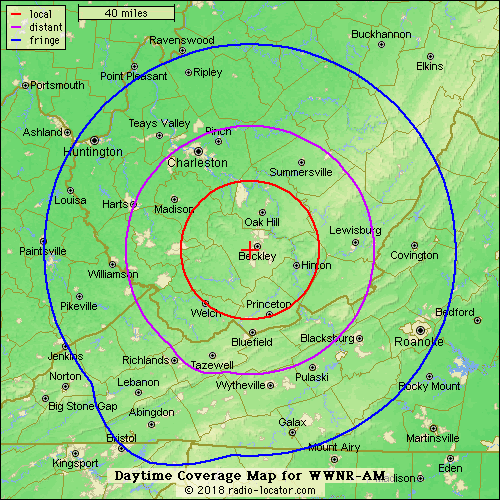 local
distant
fringe
40 miles
Buckhannon
Ravenswood
Elkins
Point Pleasant
Ripley
Portsmouth
Teays Valley
Ashland
Pinch
Huntington
Charleston
Summersville
Louisa
Harts
Madison
Oak Hill
Lewisburg
Paintsville
Beckley
Covington
Williamson
Hinton
Pikeville
Welch
Princeton
Bedford
Bluefield
Blacksburg
Roanoke
Jenkins
Richlands
Tazewell
Pulaski
Norton
Lebanon
Wytheville
Rocky Mount
Big Stone Gap
Abingdon
Galax
Bristol
Martinsville
Kingsport
Mount Airy
Eden
Daytime Coverage Map for WWNR-AM
Madison
© 2018 radio-locator.com